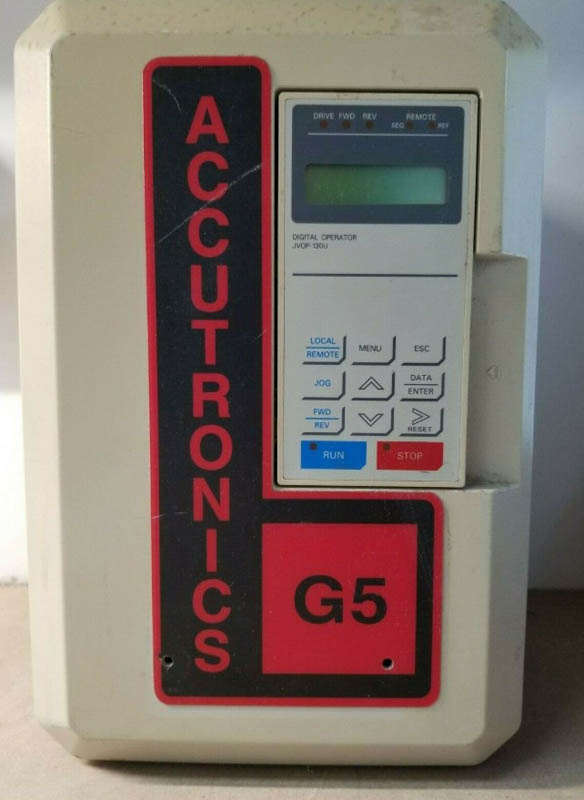 ACCUTRONICS
DRIVE FWD REV REMOTE
SEQ REF
DIGITAL OPERATOR
JVOP-130U
LOCAL
REMOTE
MENU
ESC
JOG
DATA
ENTER
FWD
REV
RESET
RUN
STOP
G5